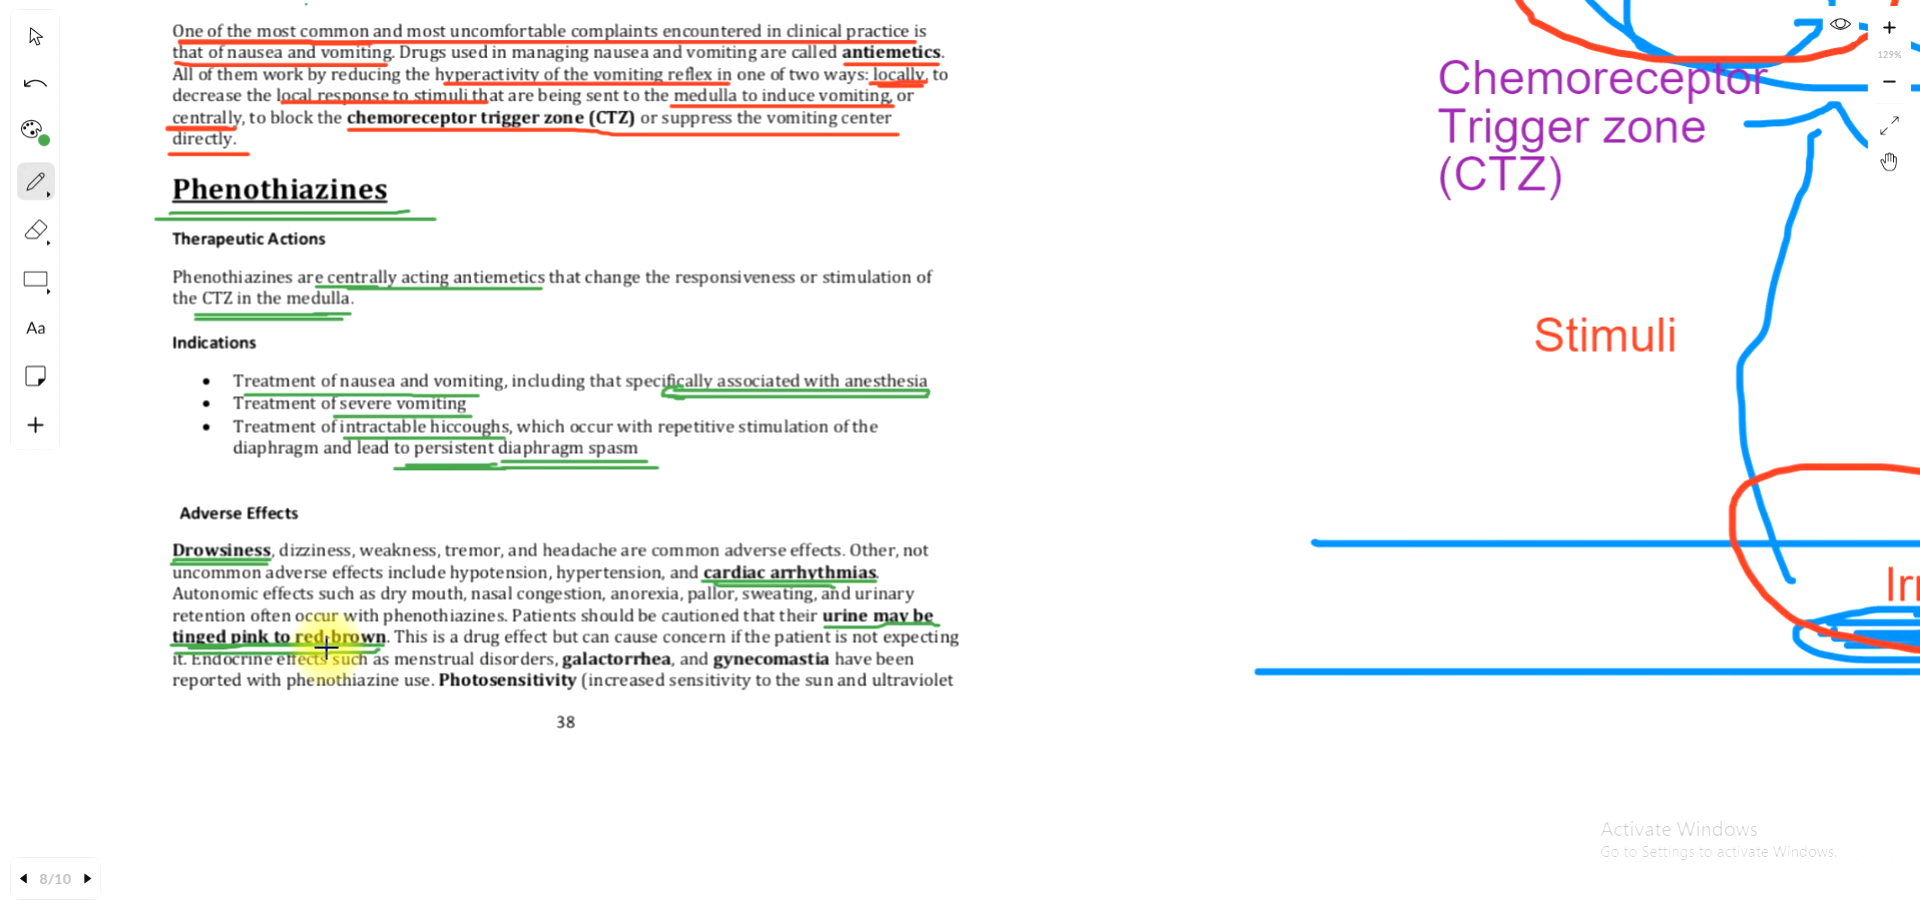 One of the most common and most uncomfortable complaints encountered in clinical practice is
that of nausea and vomiting. Drugs used in managing nausea and vomiting are called antiemetics.
All of them work by reducing the hyperactivity of the vomiting reflex in one of two ways: locally, to
decrease the local response to stimuli that are being sent to the medulla to induce vomiting, or
centrally, to block the chemoreceptor trigger zone (CTZ) or suppress the vomiting center
directly.
Phenothiazines
Therapeutic Actions
Phenothiazines are centrally acting antiemetics that change the responsiveness or stimulation of
the CTZ in the medulla.
Indications
• Treatment of nausea and vomiting, including that specifically associated with anesthesia
• Treatment of severe vomiting
• Treatment of intractable hiccoughs, which occur with repetitive stimulation of the
diaphragm and lead to persistent diaphragm spasm
Adverse Effects
Drowsiness, dizziness, weakness, tremor, and headache are common adverse effects. Other, not
uncommon adverse effects include hypotension, hypertension, and cardiac arrhythmias.
Autonomic effects such as dry mouth, nasal congestion, anorexia, pallor, sweating, and urinary
retention often occur with phenothiazines. Patients should be cautioned that their urine may be
tinged pink to red-brown. This is a drug effect but can cause concern if the patient is not expecting
it. Endocrine effects such as menstrual disorders, galactorrhea, and gynecomastia have been
reported with phenothiazine use. Photosensitivity (increased sensitivity to the sun and ultraviolet
38
Chemoreceptor
Trigger zone
(CTZ)
Stimuli
Irr
129%
Aa
8/10
Activate Windows
Go to Settings to activate Windows.